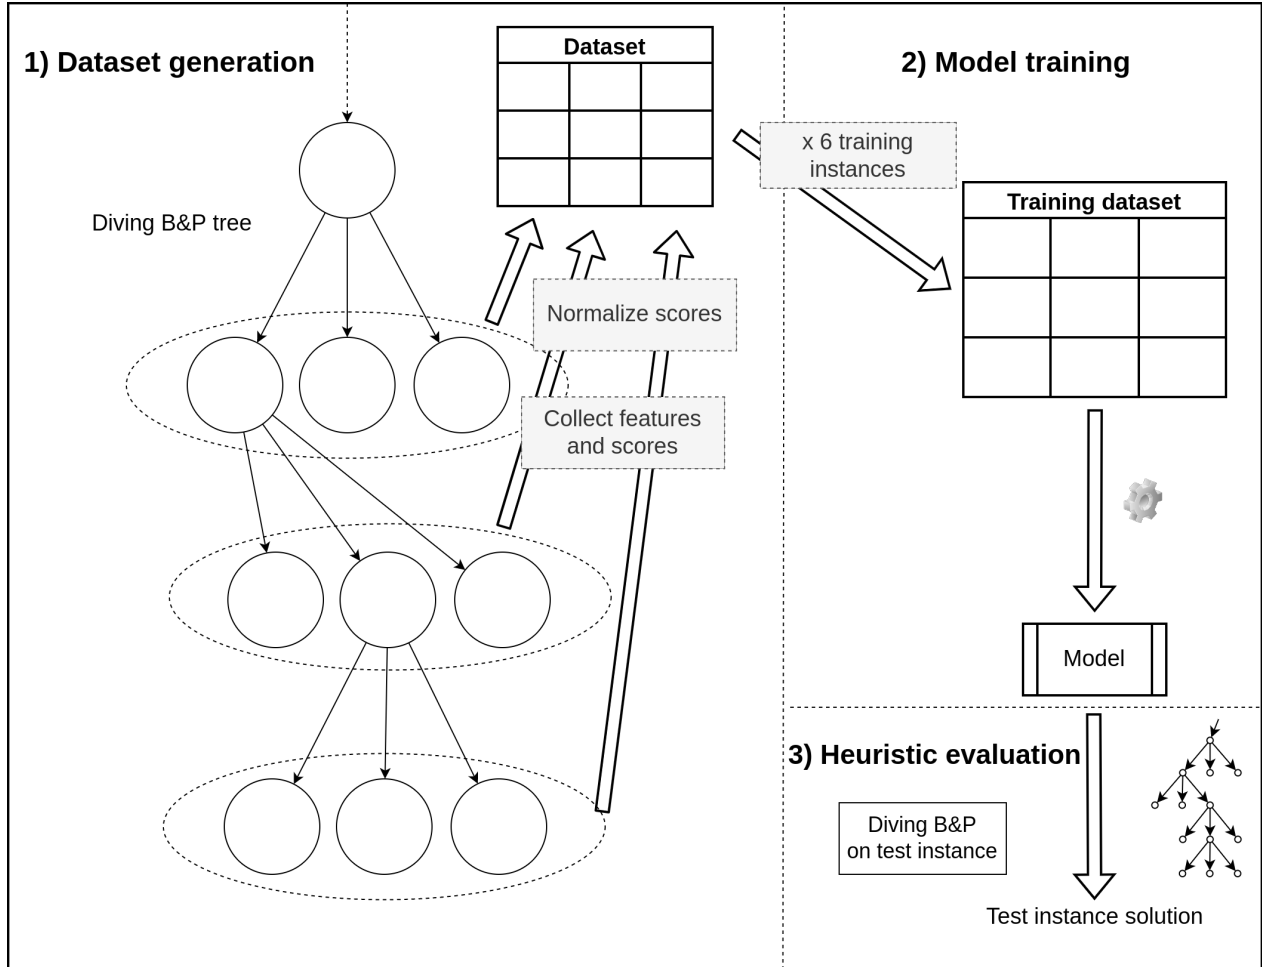 1) Dataset generation
Dataset
2) Model training
x 6 training
instances
Training dataset
Diving B&P tree
Normalize scores
Collect features
and scores
Model
3) Heuristic evaluation
Diving B&P
on test instance
Test instance solution